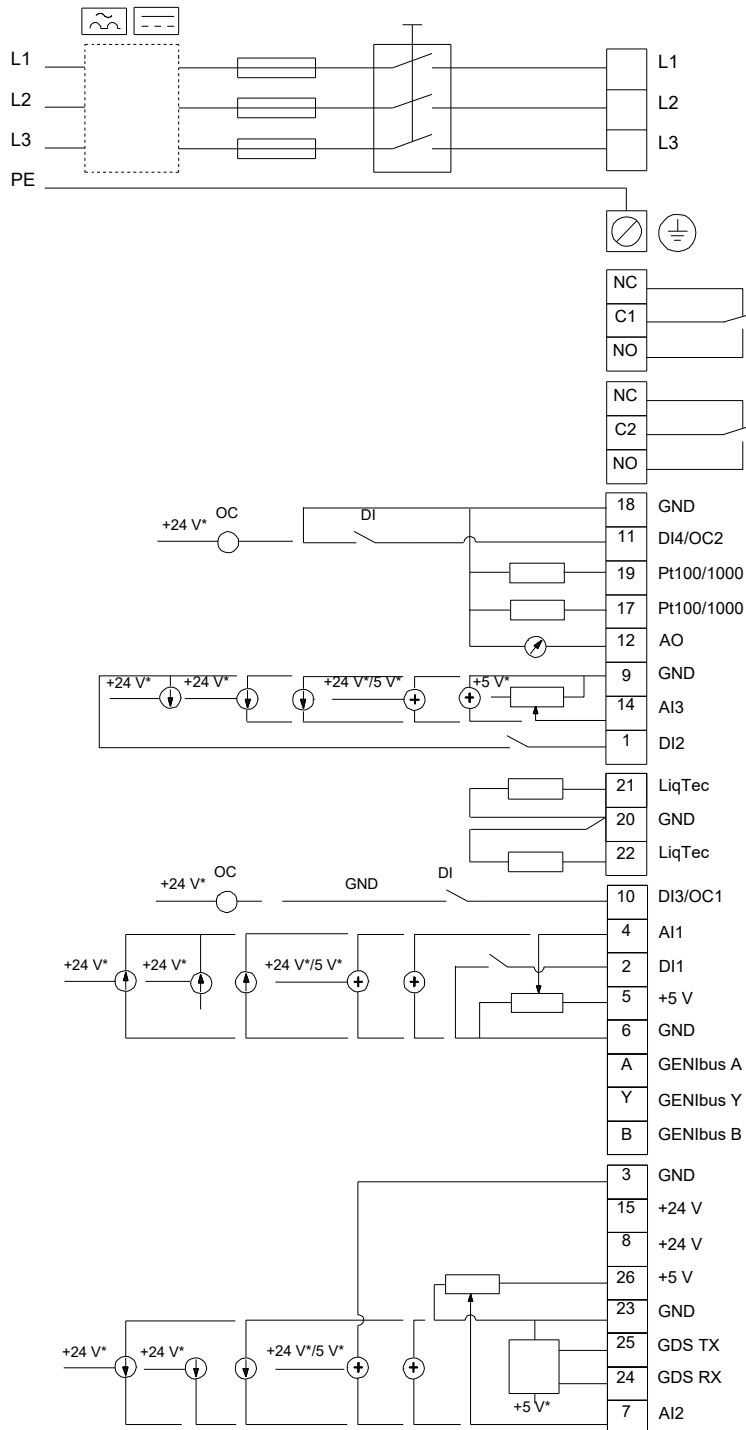 L1 L1
L2 L2
L3 L3
PE
NC
C1
NO
NC
C2
NO
18 GND
+24 V* OC DI 11 DI4/OC2
19 Pt100/1000
17 Pt100/1000
12 AO
9 GND
+24 V* +24 V* +24 V*/5 V* +5 V*
14 AI3
1 DI2
21 LiqTec
20 GND
22 LiqTec
+24 V* OC GND DI 10 DI3/OC1
4 AI1
+24 V* +24 V* +24 V*/5 V* 2 DI1
5 +5 V
6 GND
A GENIbus A
Y GENIbus Y
B GENIbus B
3 GND
15 +24 V
8 +24 V
26 +5 V
23 GND
+24 V* +24 V* +24 V*/5 V* 25 GDS TX
24 GDS RX
+5 V* 7 AI2